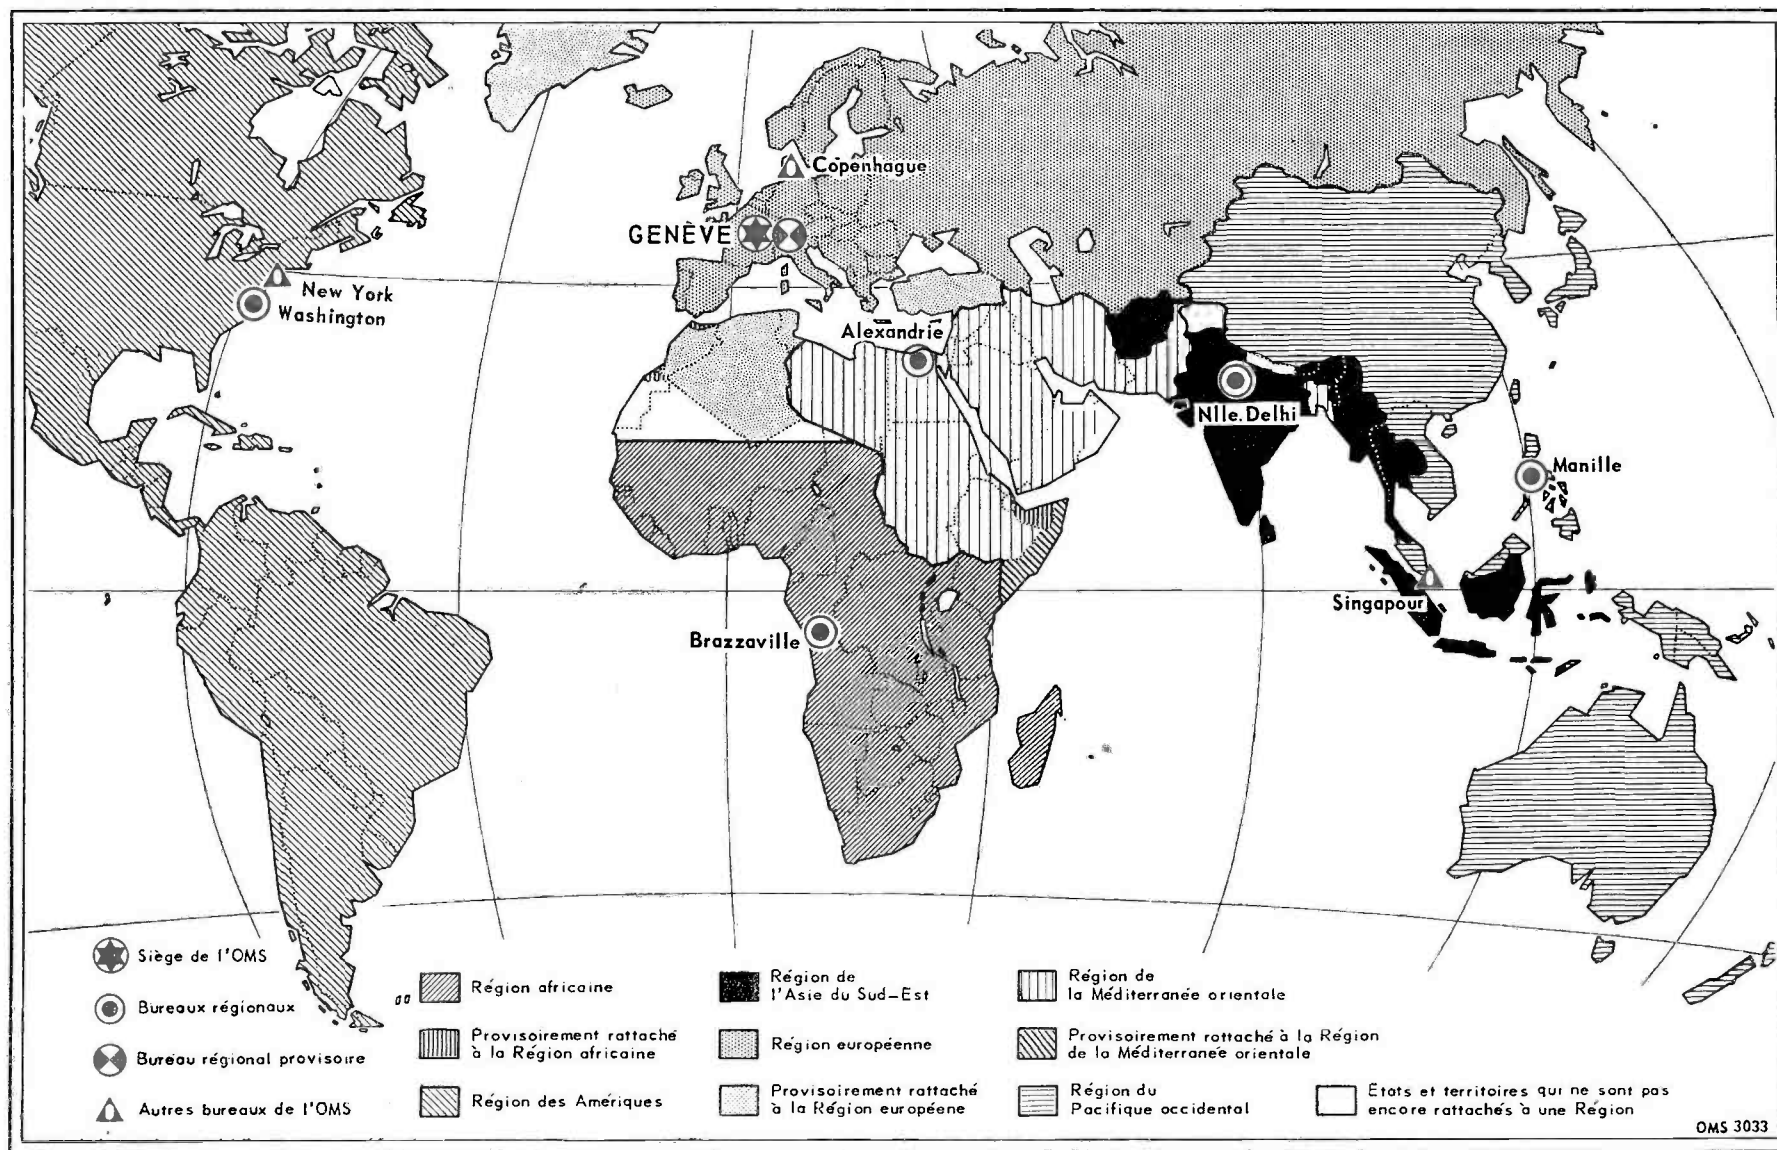 Copenhague
GENÈVE
New York
Washington
Alexandrie
Nlle. Delhi
Manille
Singapour
Brazzaville
Siège de l'OMS
Bureaux régionaux
Bureau régional provisoire
Autres bureaux de l'OMS
Région africaine
Provisoirement rattaché
à la Région africaine
Région des Amériques
Région de
l'Asie du Sud-Est
Région européenne
Provisoirement rattaché
à la Région européene
Région de
la Méditerranée orientale
Provisoirement rattaché à la Région
de la Méditerranée orientale
Région du
Pacifique occidental
Etats et territoires qui ne sont pas
encore rattachés à une Région
OMS 3033